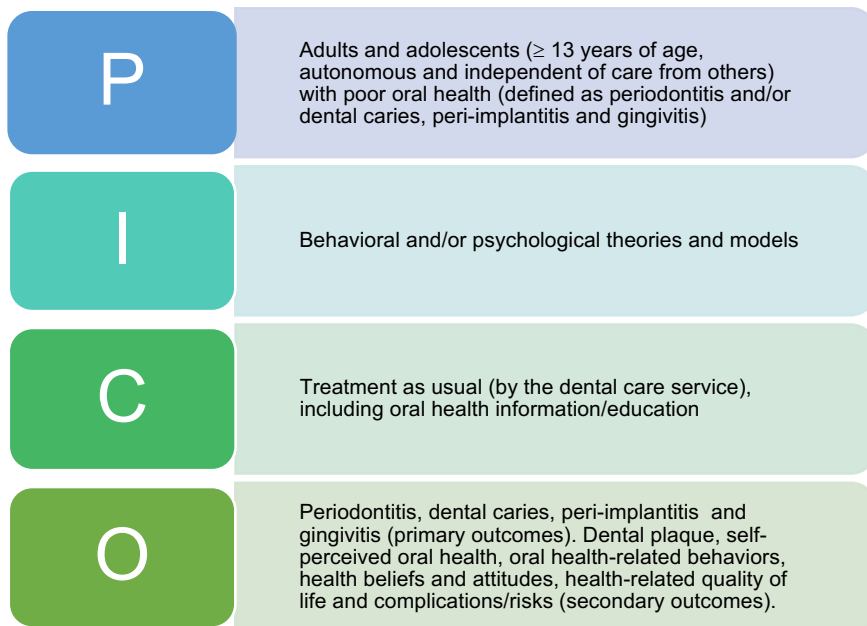 P
Adults and adolescents (≥ 13 years of age,
autonomous and independent of care from others)
with poor oral health (defined as periodontitis and/or
dental caries, peri-implantitis and gingivitis)
I
Behavioral and/or psychological theories and models
C
Treatment as usual (by the dental care service),
including oral health information/education
O
Periodontitis, dental caries, peri-implantitis  and
gingivitis (primary outcomes). Dental plaque, self-
perceived oral health, oral health-related behaviors,
health beliefs and attitudes, health-related quality of
life and complications/risks (secondary outcomes).